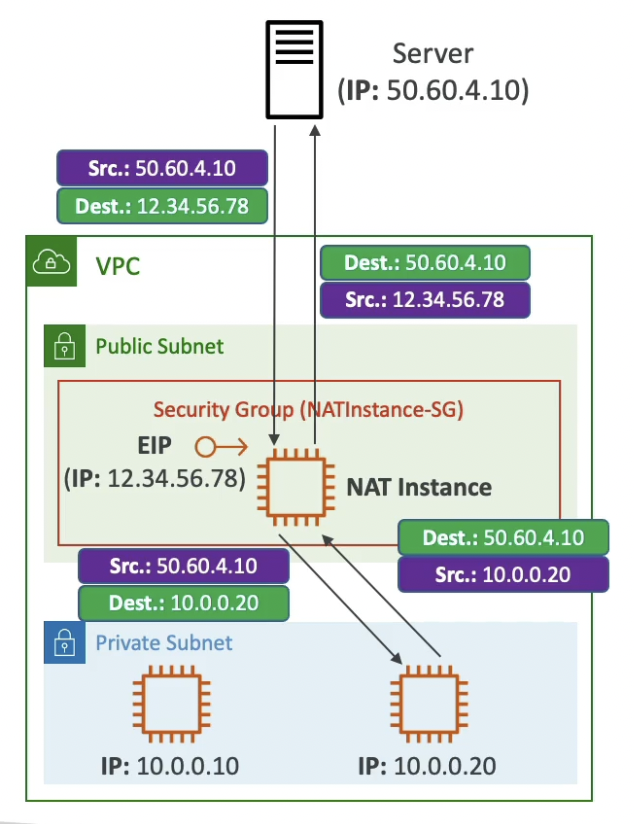 Server
(IP: 50.60.4.10)
Src.: 50.60.4.10
Dest.: 12.34.56.78
VPC
Dest.: 50.60.4.10
Src.: 12.34.56.78
Public Subnet
Security Group (NATInstance-SG)
EIP
(IP: 12.34.56.78)
NAT Instance
Dest.: 50.60.4.10
Src.: 10.0.0.20
Src.: 50.60.4.10
Dest.: 10.0.0.20
Private Subnet
IP: 10.0.0.10
IP: 10.0.0.20